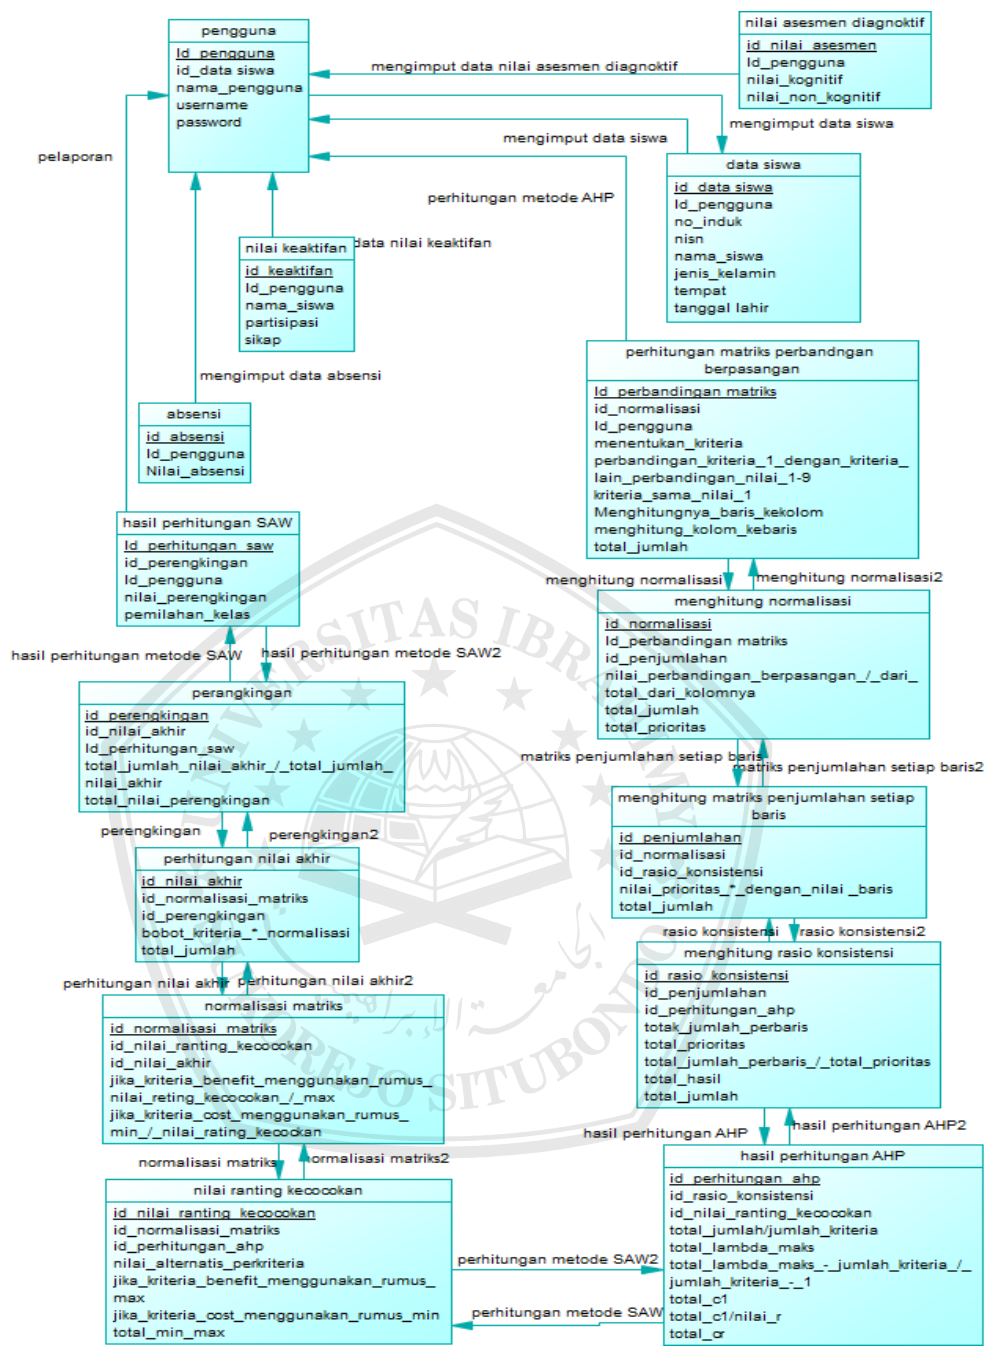 pengguna
Id_pengguna
id_data siswa
nama_pengguna
username
password
nilai asesmen diagnoktif
id_nilai_asesmen
Id_pengguna
nilai_kognitif
nilai_non_kognitif
mengimput data nilai asesmen diagnoktif
mengimput data siswa
mengimput data siswa
pelaporan
perhitungan metode AHP
data siswa
id_data siswa
Id_pengguna
no_induk
nisn
nama_siswa
jenis_kelamin
tempat
tanggal lahir
data nilai keaktifan
nilai keaktifan
id_keaktifan
Id_pengguna
nama_siswa
partisipasi
sikap
mengimput data absensi
absensi
id_absensi
Id_pengguna
Nilai_absensi
perhitungan matriks perbandngan
berpasangan
Id_perbandingan matriks
id_normalisasi
Id_pengguna
menentukan_kriteria
perbandingan_kriteria_1_dengan_kriteria_
lain_perbandingan_nilai_1-9
kriteria_sama_nilai_1
Menghitungnya_baris_kekolom
menghitung_kolom_kebaris
total_jumlah
hasil perhitungan SAW
Id_perhitungan_saw
id_perengkingan
Id_pengguna
nilai_perengkingan
pemilahan_kelas
menghitung normalisasi
menghitung normalisasi2
menghitung normalisasi
id_normalisasi
Id_perbandingan matriks
id_penjumlahan
nilai_perbandingan_berpasangan_/_dari_
total_dari_kolomnya
total_jumlah
total_prioritas
hasil perhitungan metode SAW
hasil perhitungan metode SAW2
perangkingan
id_perengkingan
id_nilai_akhir
Id_perhitungan_saw
total_jumlah_nilai_akhir_/_total_jumlah_
nilai_akhir
total_nilai_perengkingan
matriks penjumlahan setiap baris
matriks penjumlahan setiap baris2
menghitung matriks penjumlahan setiap
baris
id_penjumlahan
id_normalisasi
id_rasio_konsistensi
nilai_prioritas_*_dengan_nilai _baris
total_jumlah
perengkingan
perengkingan2
perhitungan nilai akhir
id_nilai_akhir
id_normalisasi_matriks
id_perengkingan
bobot_kriteria_*_normalisasi
total_jumlah
rasio konsistensi
rasio konsistensi2
menghitung rasio konsistensi
id_rasio_konsistensi
id_penjumlahan
id_perhitungan_ahp
totak_jumlah_perbaris
total_prioritas
total_jumlah_perbaris_/_total_prioritas
total_hasil
total_jumlah
perhitungan nilai akhir
perhitungan nilai akhir2
normalisasi matriks
id_normalisasi_matriks
id_nilai_ranting_kecocokan
id_nilai_akhir
jika_kriteria_benefit_menggunakan_rumus_
nilai_reting_kecocokan_/_max
jika_kriteria_cost_menggunakan_rumus_
min_/_nilai_rating_kecockan
hasil perhitungan AHP
hasil perhitungan AHP2
normalisasi matriks
normalisasi matriks2
nilai ranting kecocokan
id_nilai_ranting_kecocokan
id_normalisasi_matriks
id_perhitungan_ahp
nilai_alternatis_perkriteria
jika_kriteria_benefit_menggunakan_rumus_
max
jika_kriteria_cost_menggunakan_rumus_min
total_min_max
perhitungan metode SAW2
perhitungan metode SAW
hasil perhitungan AHP
id_perhitungan_ahp
id_rasio_konsistensi
id_nilai_ranting_kecocokan
total_jumlah/jumlah_kriteria
total_lambda_maks
total_lambda_maks_-_jumlah_kriteria_/_
jumlah_kriteria_-_1
total_c1
total_c1/nilai_r
total_cr